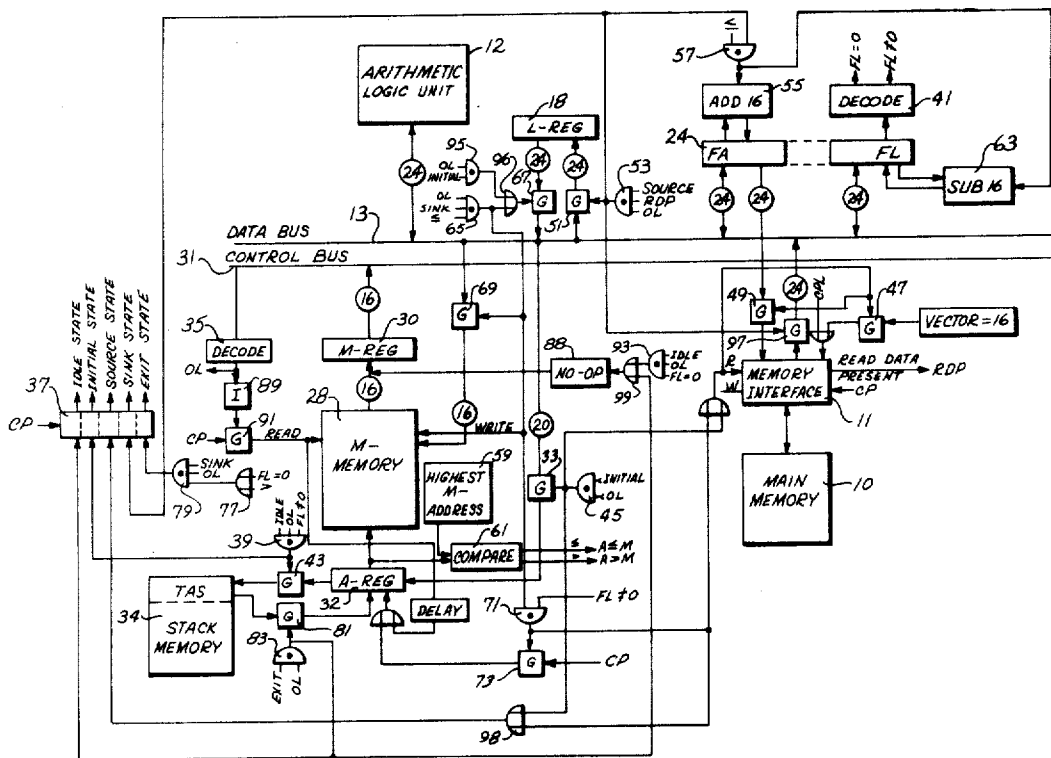 12
ARITHMETIC
LOGIC UNIT
18
L-REG
24
24
24
95
OL
INITIAL
96
67
G
OL
SINK
≤
65
51
G
53
SOURCE
RDP
OL
≤
57
ADD 16
55
FL=0
FL≠0
DECODE
41
24
FA
FL
63
SUB 16
24
24
24
DATA BUS
13
CONTROL BUS
31
IDLE STATE
INITIAL STATE
SOURCE STATE
SINK STATE
EXIT STATE
37
CP
35
DECODE
OL
I
89
CP
G
91
READ
16
30
M-REG
16
G
69
16
WRITE
28
M-
MEMORY
88
NO-OP
93
IDLE
OL
FL=0
99
20
24
49
G
97
G
CPL
47
G
VECTOR=16
R
W
MEMORY
INTERFACE
READ DATA
PRESENT
RDP
CP
11
MAIN
MEMORY
10
SINK
OL
79
FL=0
>
77
IDLE
OL
FL≠0
39
43
G
59
HIGHEST
M-
ADDRESS
61
COMPARE
≤
A≤M
>
A>M
33
G
INITIAL
OL
45
A-REG
32
DELAY
TAS
34
STACK
MEMORY
G
81
83
EXIT
OL
71
FL≠0
G
73
CP
98